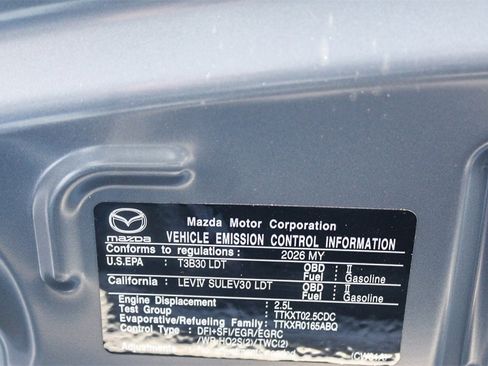 Mazda Motor Corporation
mazda VEHICLE EMISSION CONTROL INFORMATION
Conforms to regulations : 2026 MY
U.S.EPA : T3B30 LDT OBD : II
Fuel : Gasoline
California : LEVIV SULEV30 LDT OBD : II
Fuel : Gasoline
Engine Displacement : 2.5L
Test Group : TTKXT02.5CDC
Evaporative/Refueling Family : TTKXR0165ABQ
Control Type : DFI+SFI/EGR/EGRC
/WR-HO2S(2)/TWC(2)
Adjustments